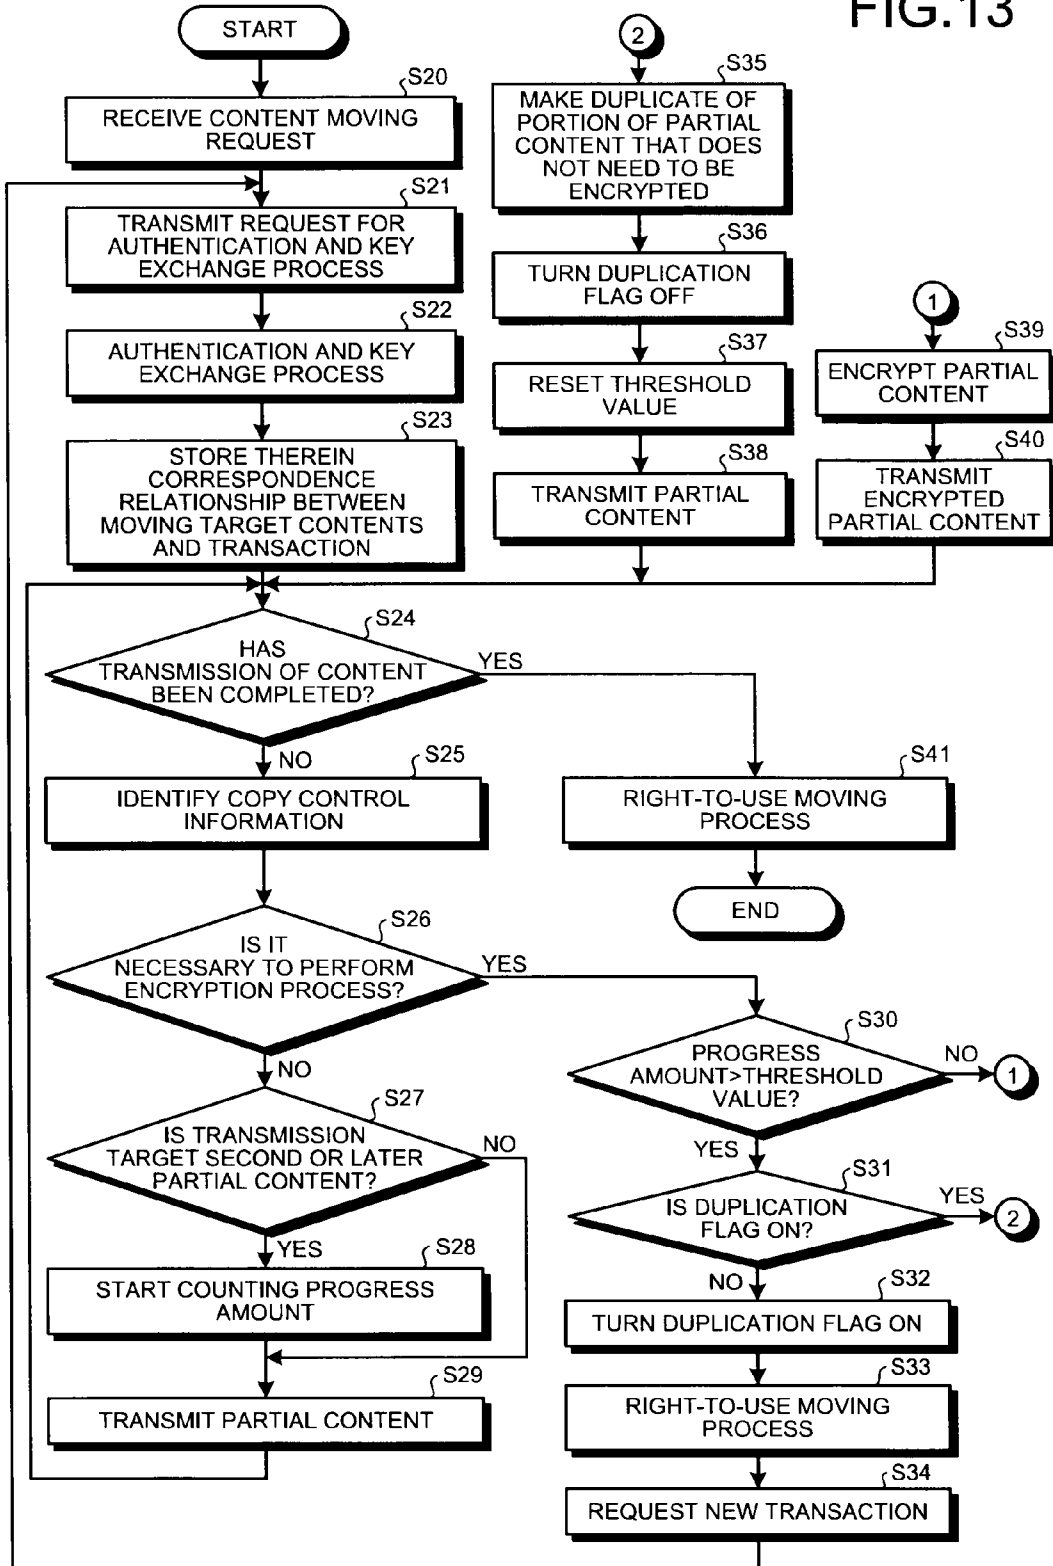 FIG.13
START
S20
RECEIVE CONTENT MOVING
REQUEST
S21
TRANSMIT REQUEST FOR
AUTHENTICATION AND KEY
EXCHANGE PROCESS
S22
AUTHENTICATION AND KEY
EXCHANGE PROCESS
S23
STORE THEREIN
CORRESPONDENCE
RELATIONSHIP BETWEEN
MOVING TARGET CONTENTS
AND TRANSACTION
2
S35
MAKE DUPLICATE OF
PORTION OF PARTIAL
CONTENT THAT DOES
NOT NEED TO BE
ENCRYPTED
S36
TURN DUPLICATION
FLAG OFF
S37
RESET THRESHOLD
VALUE
S38
TRANSMIT PARTIAL
CONTENT
1
S39
ENCRYPT PARTIAL
CONTENT
S40
TRANSMIT
ENCRYPTED
PARTIAL CONTENT
S24
HAS
TRANSMISSION OF CONTENT
BEEN COMPLETED?
YES
NO
S25
IDENTIFY COPY CONTROL
INFORMATION
S41
RIGHT-TO-USE MOVING
PROCESS
END
S26
IS IT
NECESSARY TO PERFORM
ENCRYPTION PROCESS?
YES
NO
S27
IS TRANSMISSION
TARGET SECOND OR LATER
PARTIAL CONTENT?
NO
YES
S28
START COUNTING PROGRESS
AMOUNT
S29
TRANSMIT PARTIAL CONTENT
S30
PROGRESS
AMOUNT>THRESHOLD
VALUE?
NO
1
YES
S31
IS DUPLICATION
FLAG ON?
YES
2
NO
S32
TURN DUPLICATION FLAG ON
S33
RIGHT-TO-USE MOVING
PROCESS
S34
REQUEST NEW TRANSACTION